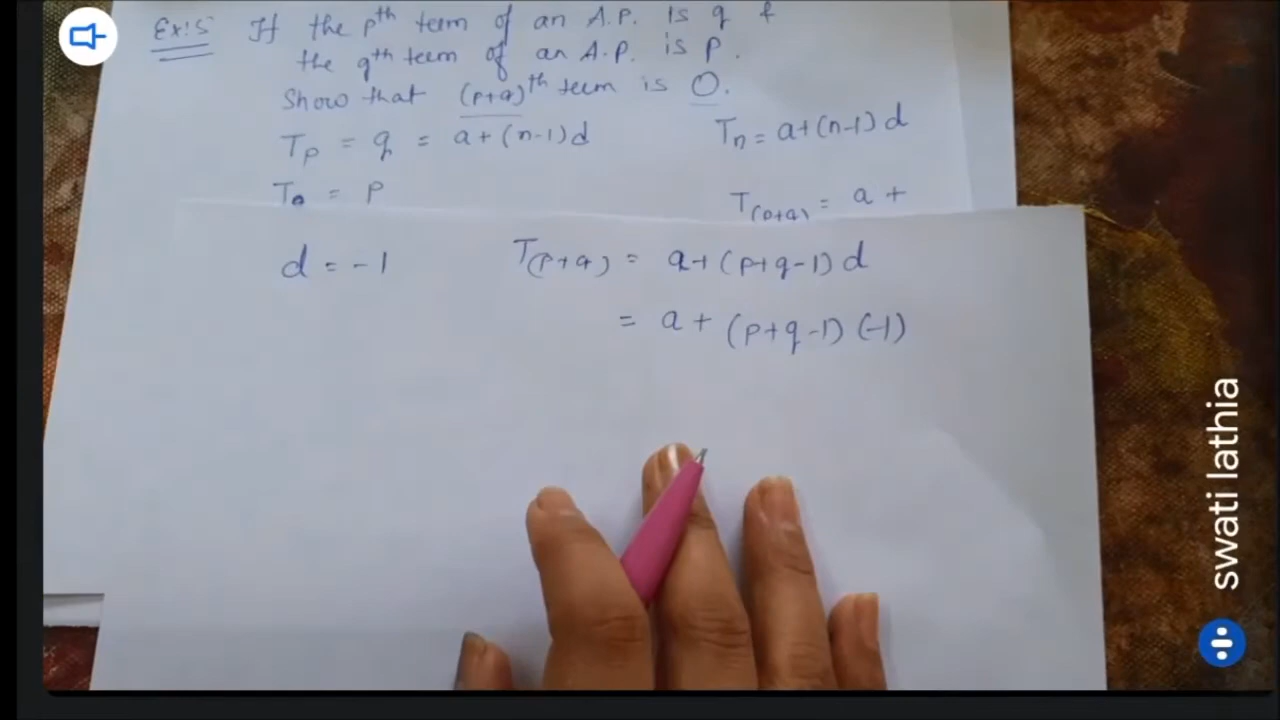 Ex:5 If the pth term of an A.P. is q &
the qth term of an A.P. is p.
Show that (p+q)th term is 0.
Tp = q = a+(n-1)d
Tn = a+(n-1)d
Tq = p
T(p+q) = a +
d = -1
T(p+q) = a+(p+q-1)d
= a+(p+q-1)(-1)
swati lathia